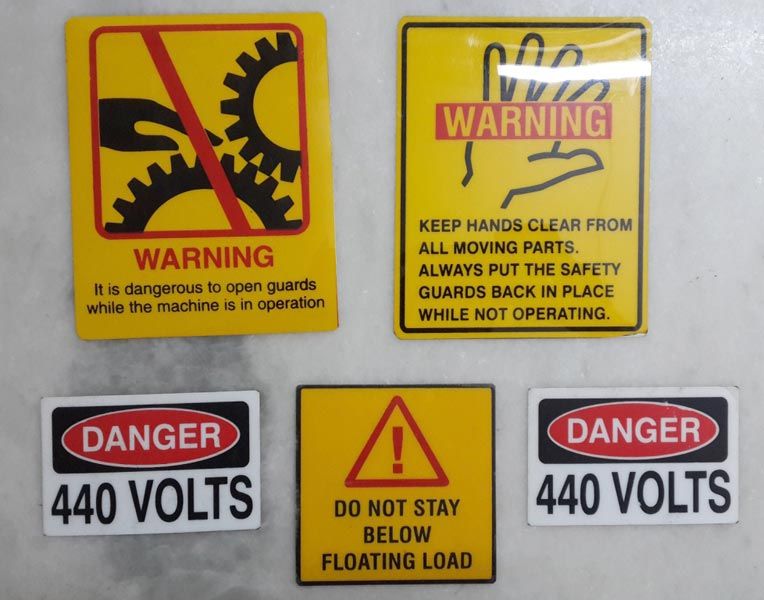 WARNING
It is dangerous to open guards
while the machine is in operation
WARNING
KEEP HANDS CLEAR FROM
ALL MOVING PARTS.
ALWAYS PUT THE SAFETY
GUARDS BACK IN PLACE
WHILE NOT OPERATING.
DANGER
440 VOLTS
!
DO NOT STAY
BELOW
FLOATING LOAD
DANGER
440 VOLTS